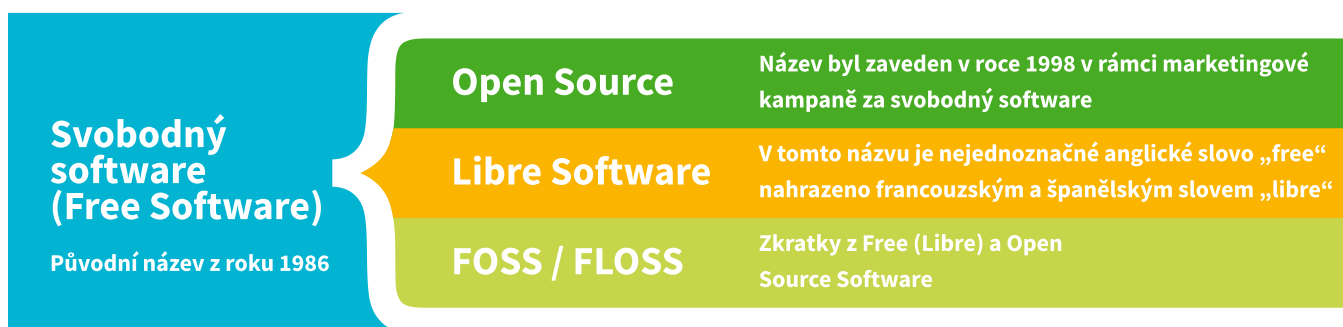 Svobodný
software
(Free Software)
Původní název z roku 1986
Open Source
Název byl zaveden v roce 1998 v rámci marketingové
kampaně za svobodný software
Libre Software
V tomto názvu je nejednoznačné anglické slovo „free“
nahrazeno francouzským a španělským slovem „libre“
FOSS / FLOSS
Zkratky z Free (Libre) a Open
Source Software